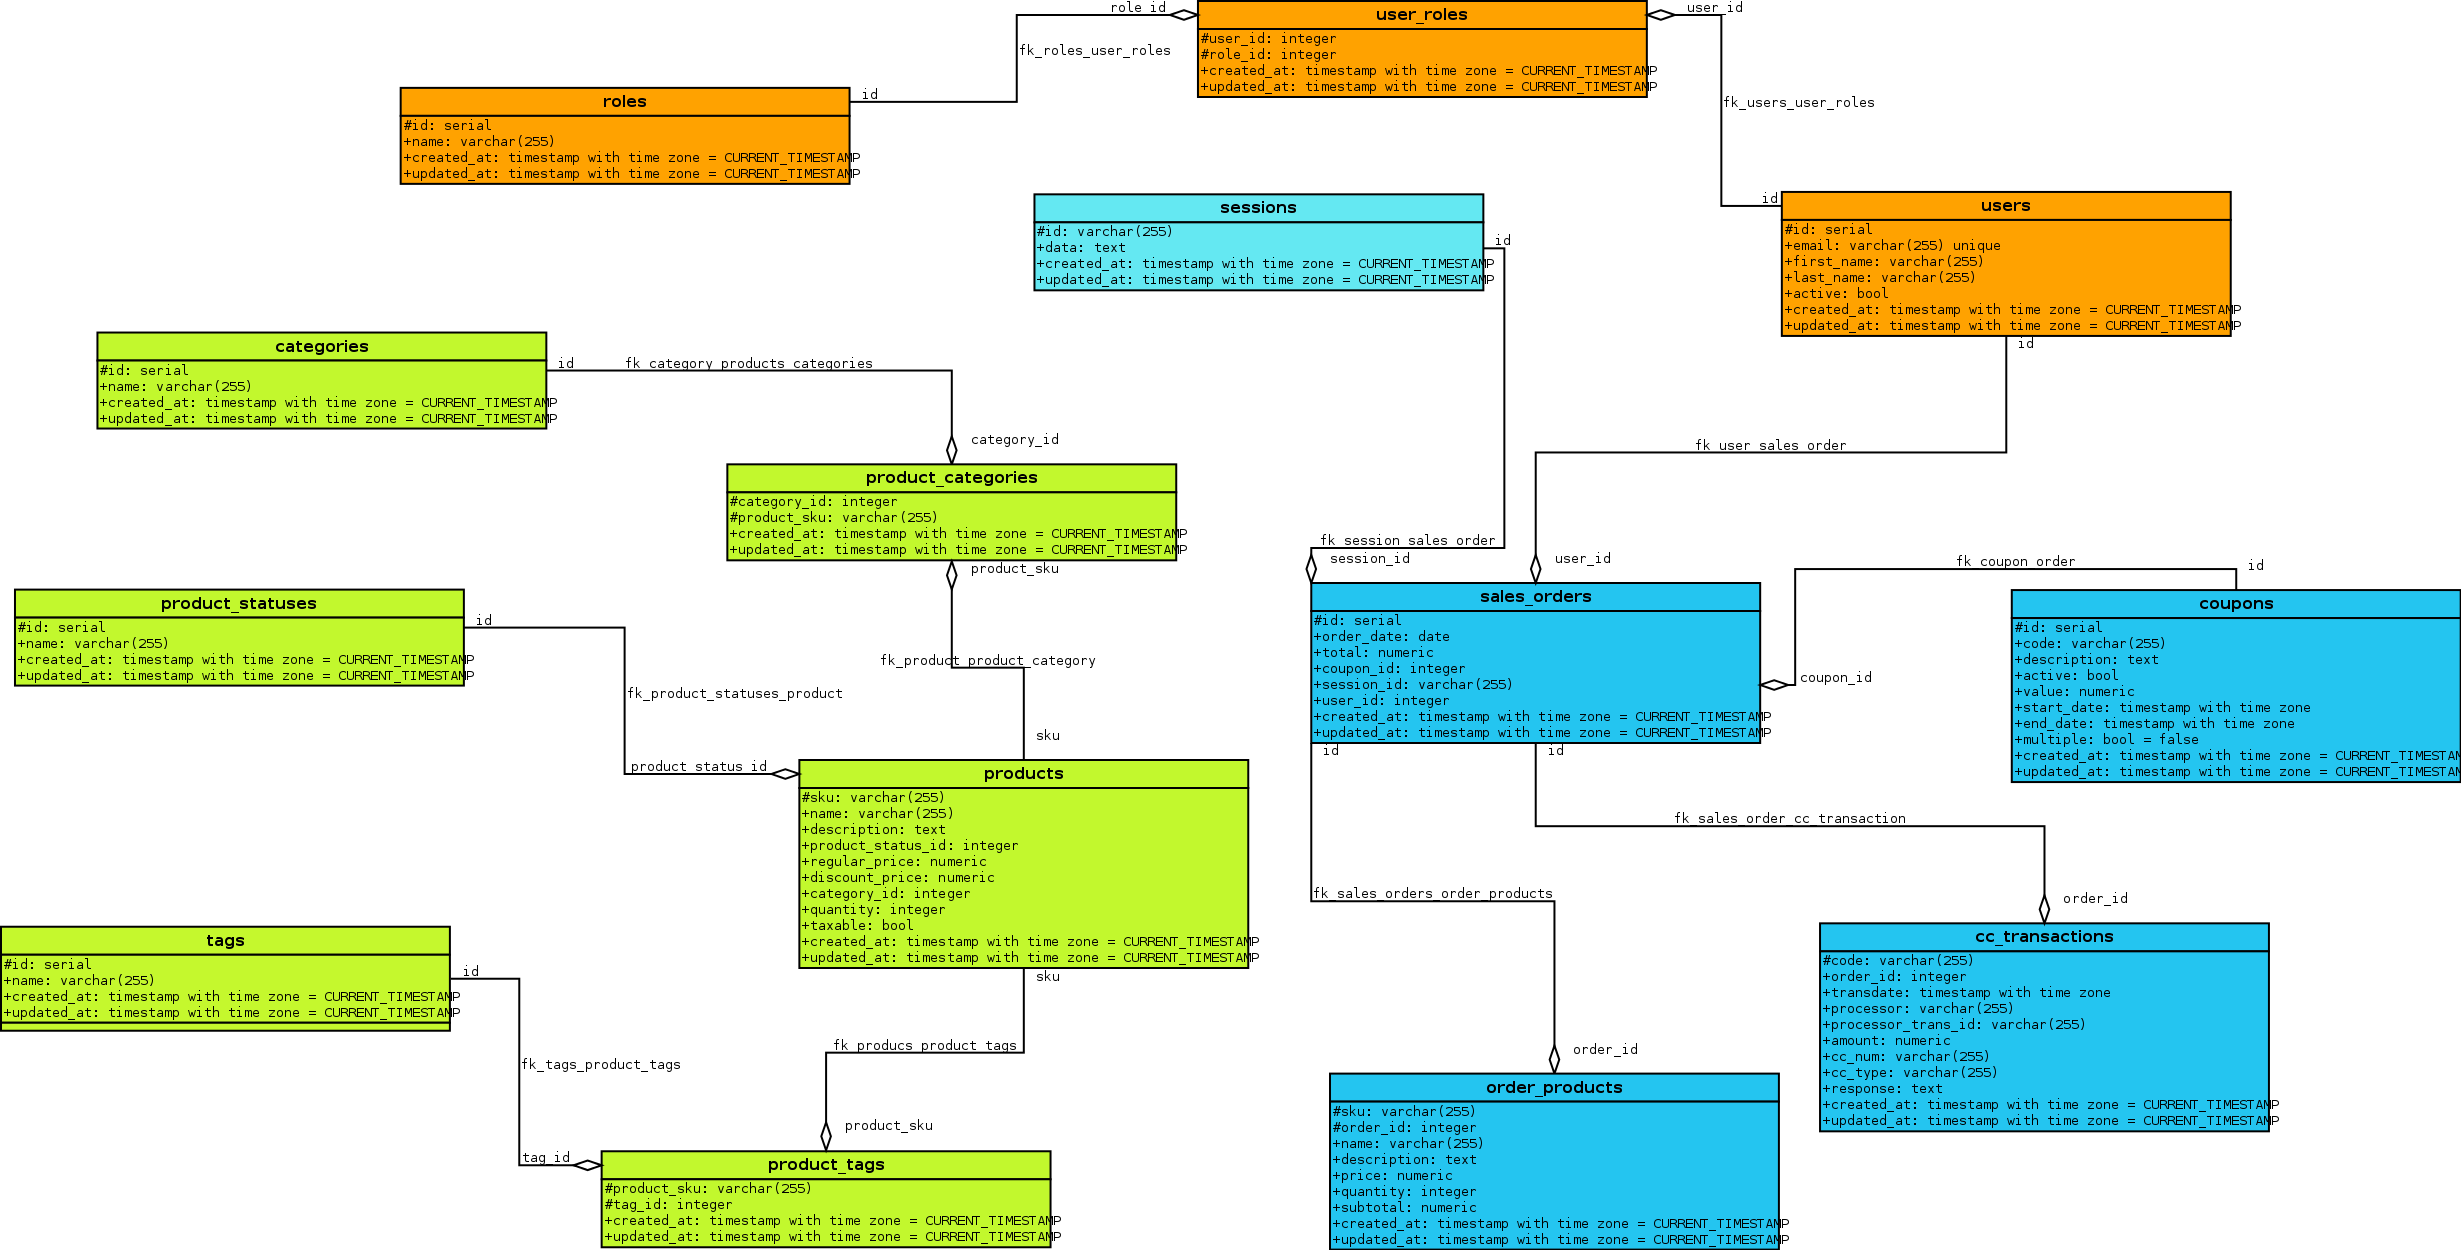 role_id
user_roles
user_id
#user_id: integer
#role_id: integer
+created_at: timestamp with time zone = CURRENT_TIMESTAMP
+updated_at: timestamp with time zone = CURRENT_TIMESTAMP
fk_roles_user_roles
fk_users_user_roles
id
roles
#id: serial
+name: varchar(255)
+created_at: timestamp with time zone = CURRENT_TIMESTAMP
+updated_at: timestamp with time zone = CURRENT_TIMESTAMP
sessions
#id: varchar(255)
+data: text
+created_at: timestamp with time zone = CURRENT_TIMESTAMP
+updated_at: timestamp with time zone = CURRENT_TIMESTAMP
id
id
users
#id: serial
+email: varchar(255) unique
+first_name: varchar(255)
+last_name: varchar(255)
+active: bool
+created_at: timestamp with time zone = CURRENT_TIMESTAMP
+updated_at: timestamp with time zone = CURRENT_TIMESTAMP
id
categories
#id: serial
+name: varchar(255)
+created_at: timestamp with time zone = CURRENT_TIMESTAMP
+updated_at: timestamp with time zone = CURRENT_TIMESTAMP
id
fk_category_products_categories
category_id
product_categories
#category_id: integer
#product_sku: varchar(255)
+created_at: timestamp with time zone = CURRENT_TIMESTAMP
+updated_at: timestamp with time zone = CURRENT_TIMESTAMP
product_sku
fk_user_sales_order
fk_session_sales_order
session_id
user_id
fk_coupon_order
id
product_statuses
#id: serial
+name: varchar(255)
+created_at: timestamp with time zone = CURRENT_TIMESTAMP
+updated_at: timestamp with time zone = CURRENT_TIMESTAMP
id
fk_product_product_category
fk_product_statuses_product
sku
product_status_id
sales_orders
#id: serial
+order_date: date
+total: numeric
+coupon_id: integer
+session_id: varchar(255)
+user_id: integer
+created_at: timestamp with time zone = CURRENT_TIMESTAMP
+updated_at: timestamp with time zone = CURRENT_TIMESTAMP
coupon_id
id
id
coupons
#id: serial
+code: varchar(255)
+description: text
+active: bool
+value: numeric
+start_date: timestamp with time zone
+end_date: timestamp with time zone
+multiple: bool = false
+created_at: timestamp with time zone = CURRENT_TIMESTAM
+updated_at: timestamp with time zone = CURRENT_TIMESTAM
products
#sku: varchar(255)
+name: varchar(255)
+description: text
+product_status_id: integer
+regular_price: numeric
+discount_price: numeric
+category_id: integer
+quantity: integer
+taxable: bool
+created_at: timestamp with time zone = CURRENT_TIMESTAMP
+updated_at: timestamp with time zone = CURRENT_TIMESTAMP
sku
fk_sales_order_cc_transaction
fk_sales_orders_order_products
order_id
tags
#id: serial
+name: varchar(255)
+created_at: timestamp with time zone = CURRENT_TIMESTAMP
+updated_at: timestamp with time zone = CURRENT_TIMESTAMP
id
fk_producs_product_tags
fk_tags_product_tags
product_sku
tag_id
cc_transactions
#code: varchar(255)
+order_id: integer
+transdate: timestamp with time zone
+processor: varchar(255)
+processor_trans_id: varchar(255)
+amount: numeric
+cc_num: varchar(255)
+cc_type: varchar(255)
+response: text
+created_at: timestamp with time zone = CURRENT_TIMESTAMP
+updated_at: timestamp with time zone = CURRENT_TIMESTAMP
order_id
order_products
#sku: varchar(255)
#order_id: integer
+name: varchar(255)
+description: text
+price: numeric
+quantity: integer
+subtotal: numeric
+created_at: timestamp with time zone = CURRENT_TIMESTAMP
+updated_at: timestamp with time zone = CURRENT_TIMESTAMP
product_tags
#product_sku: varchar(255)
#tag_id: integer
+created_at: timestamp with time zone = CURRENT_TIMESTAMP
+updated_at: timestamp with time zone = CURRENT_TIMESTAMP